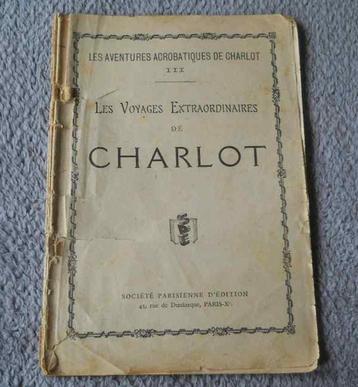 LES AVENTURES ACROBATIQUES DE CHARLOT
III
LES VOYAGES EXTRAORDINAIRES
DE
CHARLOT
SOCIÉTÉ PARISIENNE D'ÉDITION
43, rue de Dunkerque, PARIS-Xe.